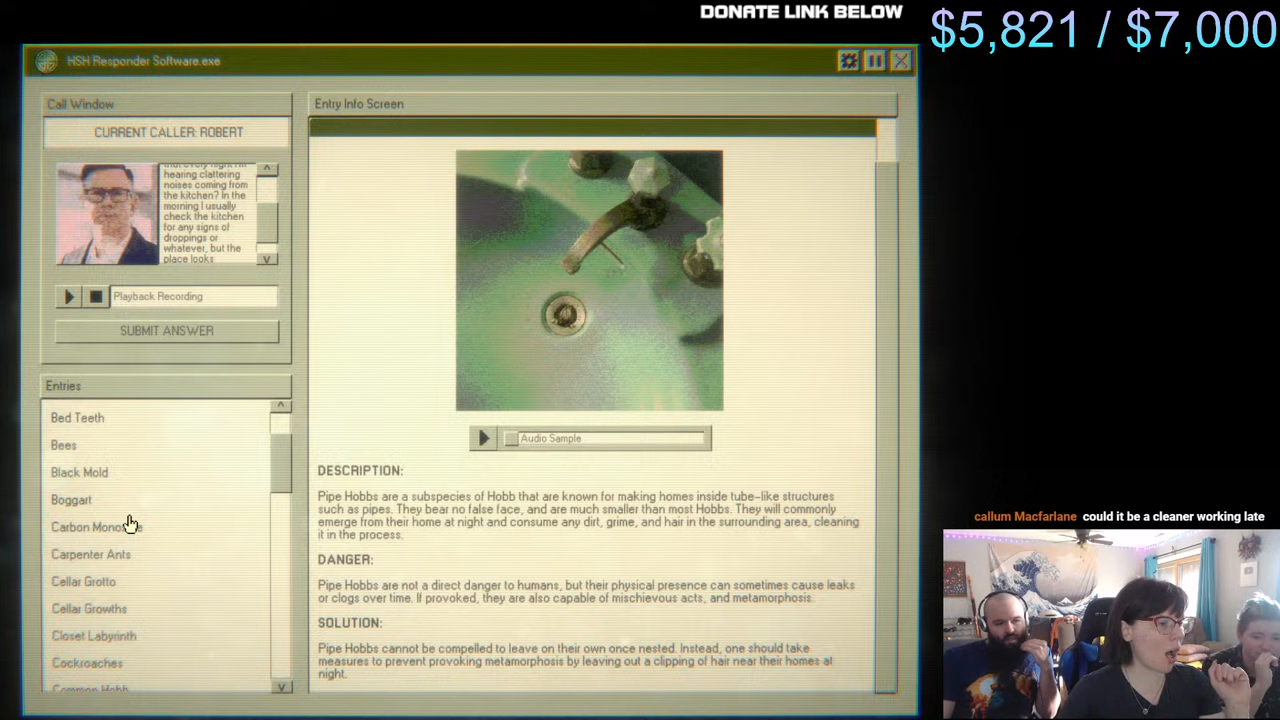 DONATE LINK BELOW
$5,821 / $7,000
HSH Responder Software.exe
Call Window
CURRENT CALLER: ROBERT
hearing clattering
noises coming from
the kitchen? In the
morning I usually
check the kitchen
for any signs of
droppings or
whatever, but the
place looks
Playback Recording
SUBMIT ANSWER
Entries
Bed Teeth
Bees
Black Mold
Boggart
Carbon
Carpenter Ants
Cellar Grotto
Cellar Growths
Closet Labyrinth
Cockroaches
Common Hobb
Entry Info Screen
Audio Sample
DESCRIPTION:
Pipe Hobbs are a subspecies of Hobb that are known for making homes inside tube-like structures
such as pipes. They bear no false face, and are much smaller than most Hobbs. They will commonly
emerge from their home at night and consume any dirt, grime, and hair in the surrounding area, cleaning
it in the process.
DANGER:
Pipe Hobbs are not a direct danger to humans, but their physical presence can sometimes cause leaks
or clogs over time. If provoked, they are also capable of mischievous acts, and metamorphosis.
SOLUTION:
Pipe Hobbs cannot be compelled to leave on their own once nested. Instead, one should take
measures to prevent provoking metamorphosis by leaving out a clipping of hair near their homes at
night.
callum Macfarlane could it be a cleaner working late